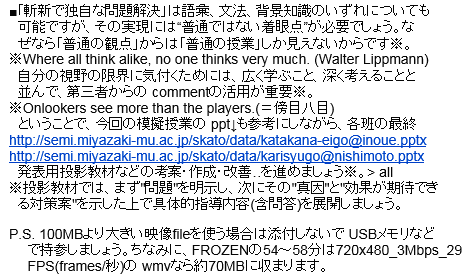 ■「斬新で独自な問題解決」は語彙、文法、背景知識のいずれについても
可能ですが、その実現には“普通ではない着眼点”が必要でしょう。な
ぜなら「普通の観点」からは「普通の授業」しか見えないからです※。
※Where all think alike, no one thinks very much. (Walter Lippmann)
自分の視野の限界に気付くためには、広く学ぶこと、深く考えることと
並んで、第三者からの commentの活用が重要※。
※Onlookers see more than the players.(＝傍目八目)
ということで、今回の模擬授業の ppt↓も参考にしながら、各班の最終
http://semi.miyazaki-mu.ac.jp/skato/data/katakana-eigo@inoue.pptx
http://semi.miyazaki-mu.ac.jp/skato/data/karisyugo@nishimoto.pptx
発表用投影教材などの考案・作成・改善‥を進めましょう※。> all
※投影教材では、まず"問題"を明示し、次にその"真因"と"効果が期待でき
る対策案"を示した上で具体的指導内容(含問答)を展開しましょう。
P.S. 100MBより大きい映像fileを使う場合は添付しないで USBメモリなど
で持参しましょう。ちなみに、FROZENの54～58分は720x480_3Mbps_29
FPS(frames/秒)の wmvなら約70MBに収まります。